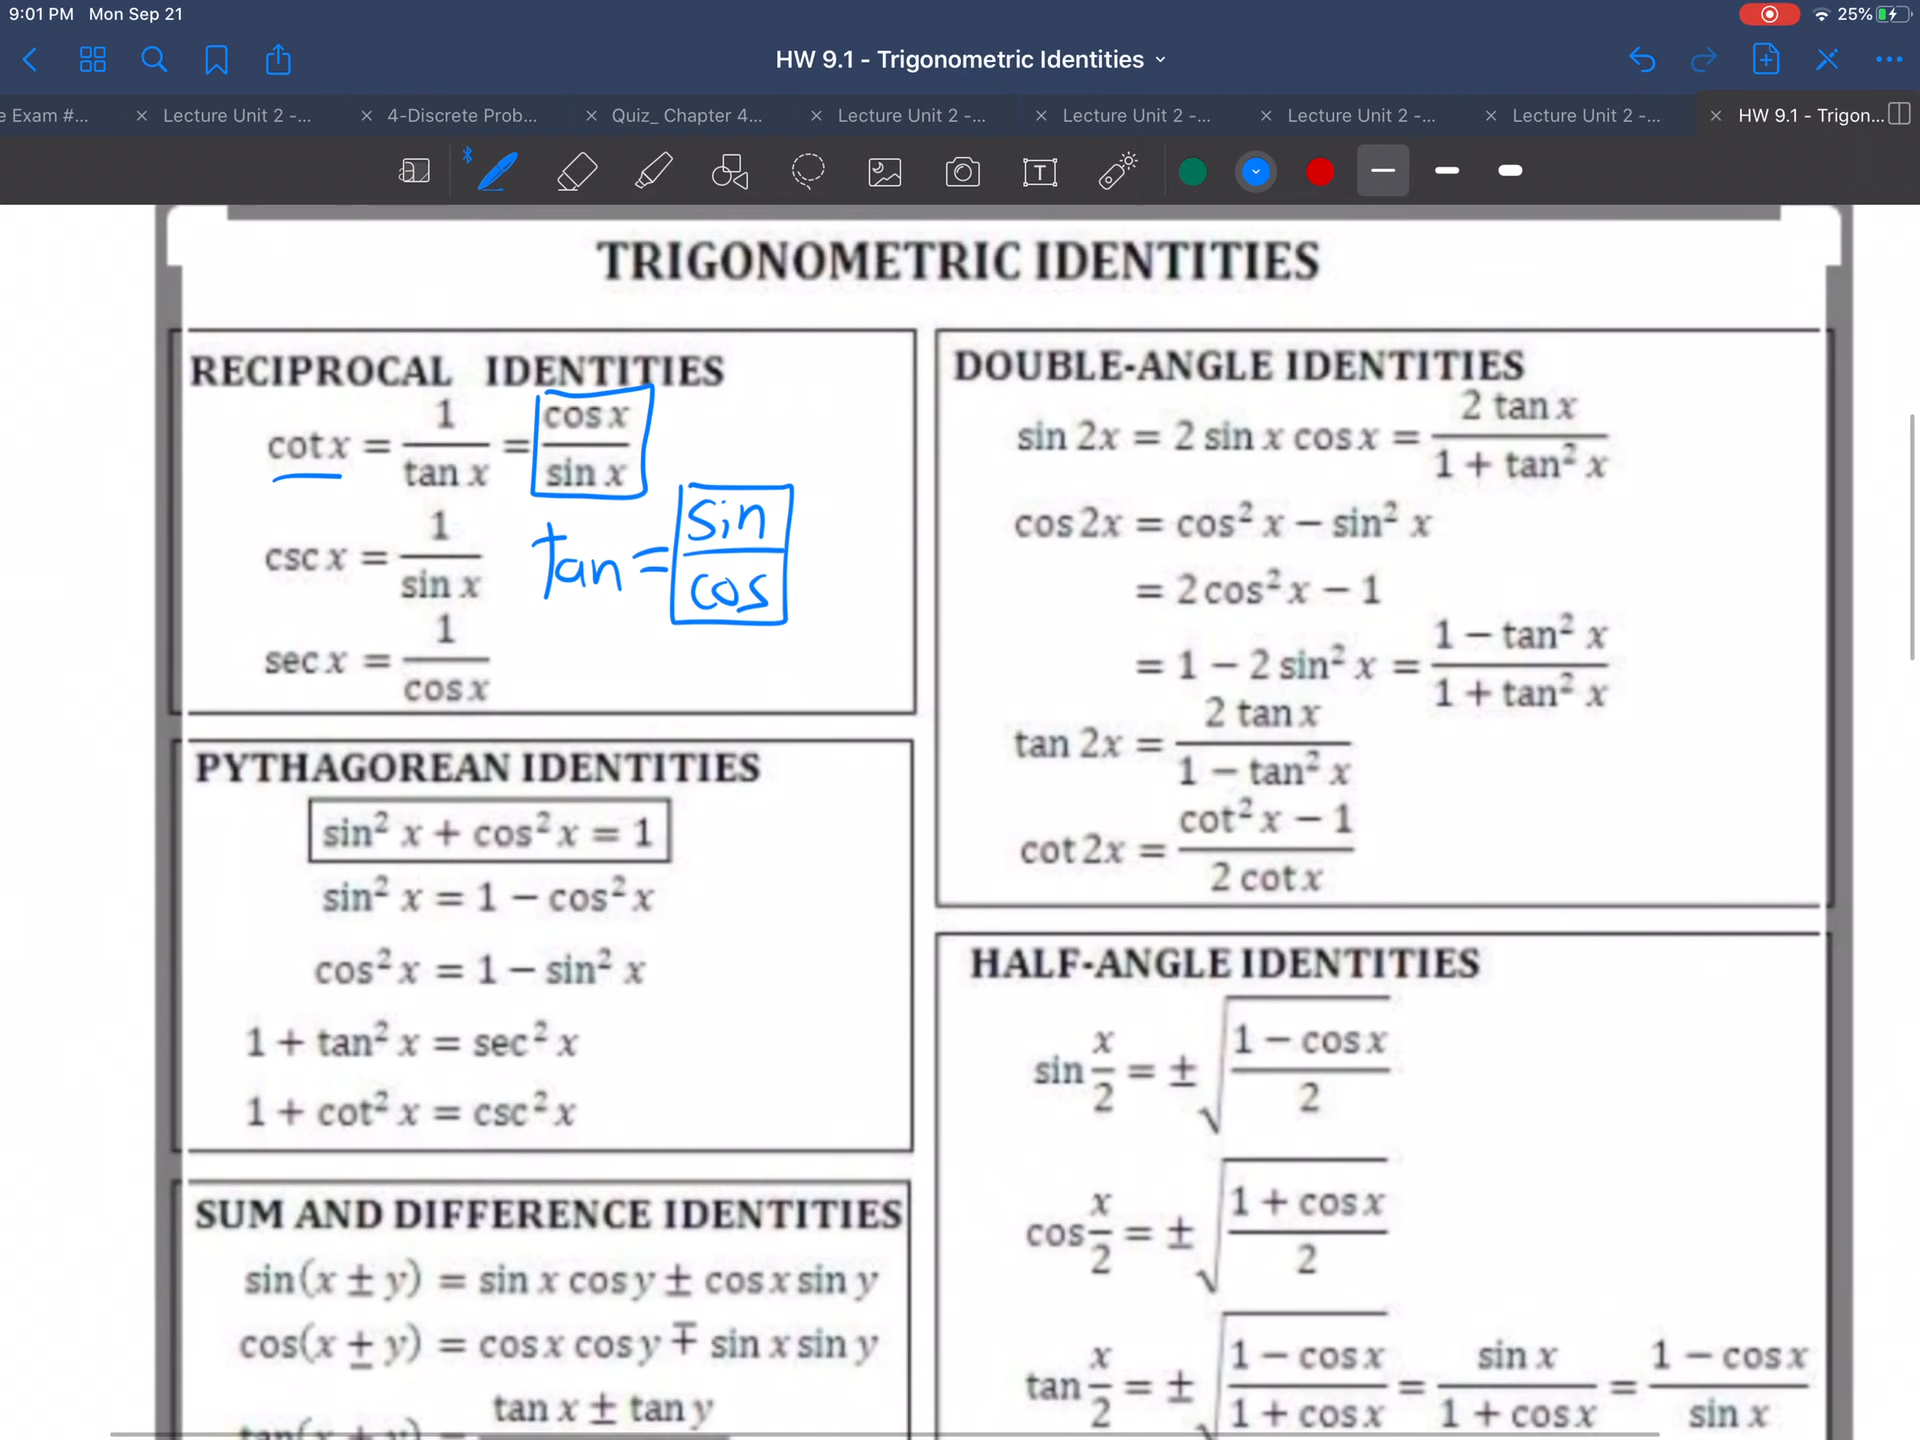 9:01 PM Mon Sep 21
25%
HW 9.1 - Trigonometric Identities
e Exam #...
Lecture Unit 2 -...
4-Discrete Prob...
Quiz_ Chapter 4...
Lecture Unit 2 -...
Lecture Unit 2 -...
Lecture Unit 2 -...
Lecture Unit 2 -...
HW 9.1 - Trigon...
T
TRIGONOMETRIC IDENTITIES
RECIPROCAL IDENTITIES
cot x = 1/tan x = cos x/sin x
csc x = 1/sin x
tan = sin/cos
sec x = 1/cos x
PYTHAGOREAN IDENTITIES
sin² x + cos² x = 1
sin² x = 1 − cos² x
cos² x = 1 − sin² x
1 + tan² x = sec² x
1 + cot² x = csc² x
SUM AND DIFFERENCE IDENTITIES
sin(x ± y) = sin x cos y ± cos x sin y
cos(x ± y) = cos x cos y ∓ sin x sin y
tan(x ± y) = tan x ± tan y
DOUBLE-ANGLE IDENTITIES
sin 2x = 2 sin x cos x = 2 tan x/1 + tan² x
cos 2x = cos² x − sin² x
= 2 cos² x − 1
= 1 − 2 sin² x = 1 − tan² x/1 + tan² x
tan 2x = 2 tan x/1 − tan² x
cot 2x = cot² x − 1/2 cot x
HALF-ANGLE IDENTITIES
sin x/2 = ± √1 − cos x/2
cos x/2 = ± √1 + cos x/2
tan x/2 = ± √1 − cos x/1 + cos x = sin x/1 + cos x = 1 − cos x/sin x